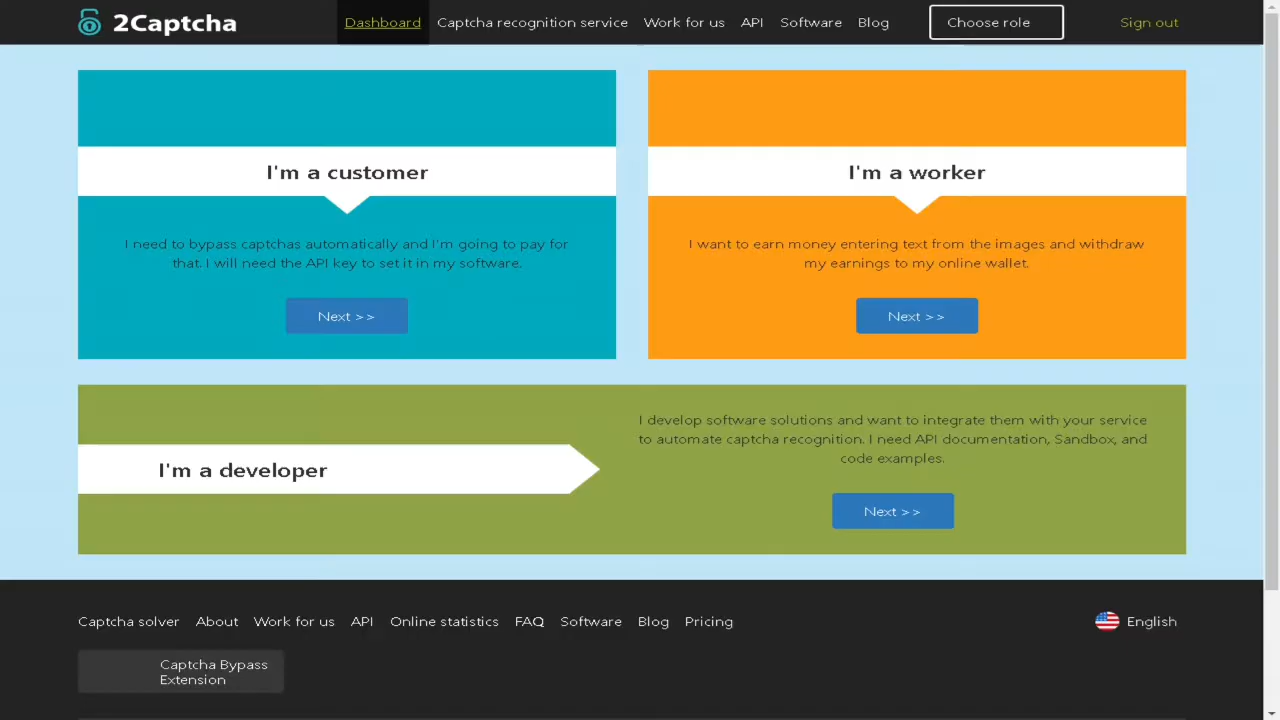 2Captcha
Dashboard
Captcha recognition service
Work for us
API
Software
Blog
Choose role
Sign out
I'm a customer
I need to bypass captchas automatically and I'm going to pay for
that. I will need the API key to set it in my software.
Next >>
I'm a worker
I want to earn money entering text from the images and withdraw
my earnings to my online wallet.
Next >>
I'm a developer
I develop software solutions and want to integrate them with your service
to automate captcha recognition. I need API documentation, Sandbox, and
code examples.
Next >>
Captcha solver
About
Work for us
API
Online statistics
FAQ
Software
Blog
Pricing
English
Captcha Bypass
Extension